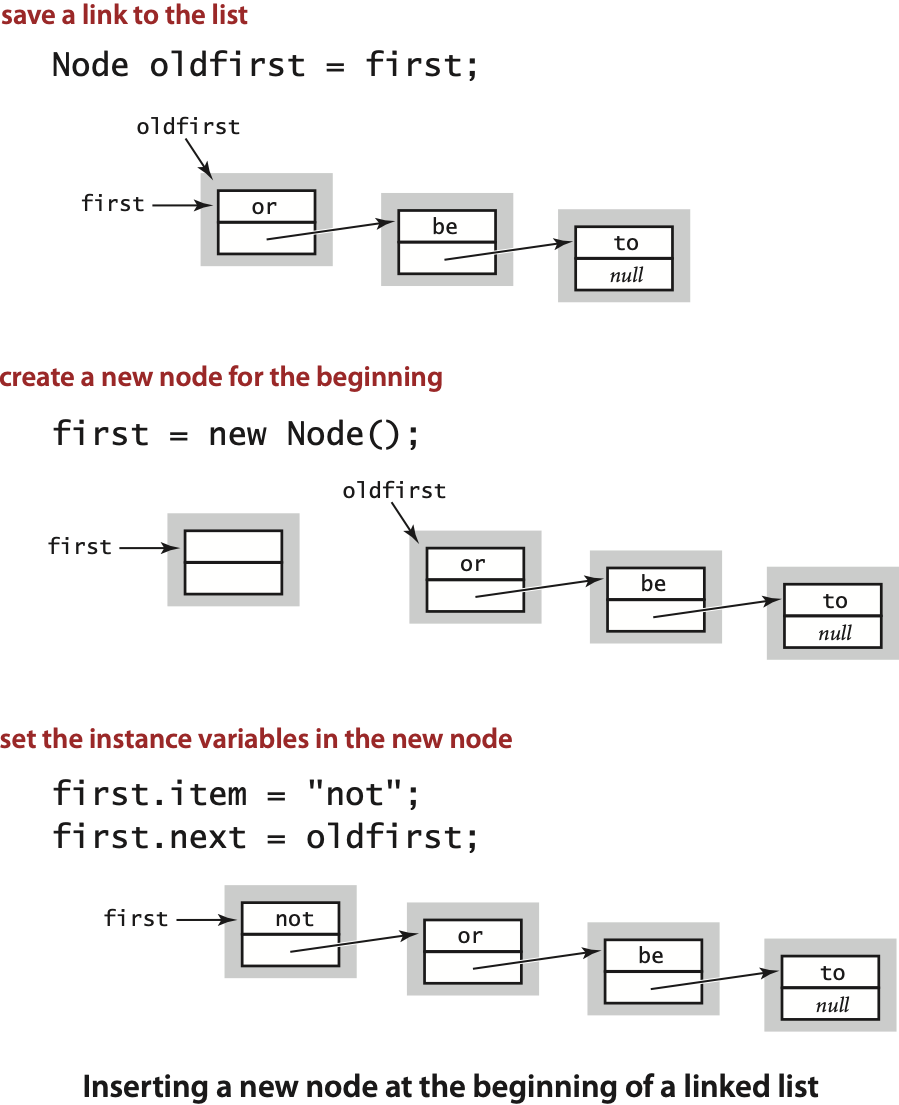 save a link to the list
Node oldfirst = first;
oldfirst
first
or
be
to
null
create a new node for the beginning
first = new Node();
oldfirst
first
or
be
to
null
set the instance variables in the new node
first.item = "not";
first.next = oldfirst;
first
not
or
be
to
null
Inserting a new node at the beginning of a linked list